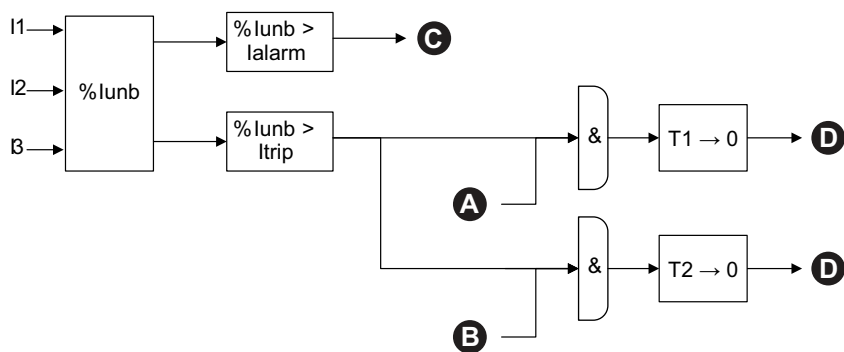 I1
I2
I3
%Iunb
%Iunb >
Ialarm
C
%Iunb >
Itrip
&
T1 → 0
D
A
&
T2 → 0
D
B